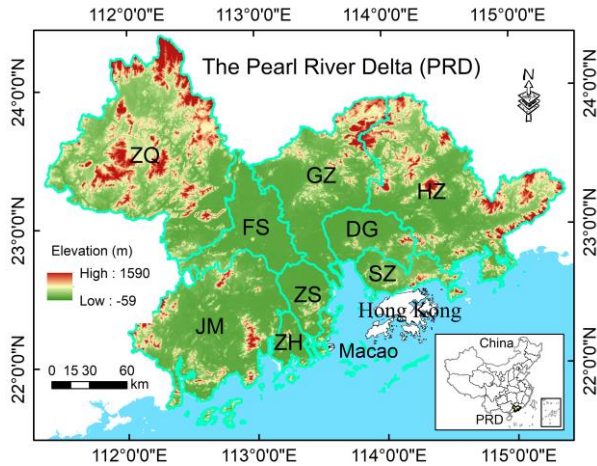 112°0'0"E 113°0'0"E 114°0'0"E 115°0'0"E
The Pearl River Delta (PRD)
N
24°0'0"N
24°0'0"N
ZQ
GZ
HZ
FS
DG
23°0'0"N
23°0'0"N
Elevation (m)
High : 1590
Low : -59
SZ
ZS
Hong Kong
JM
ZH
Macao
China
PRD
0 15 30 60
km
22°0'0"N
22°0'0"N
112°0'0"E 113°0'0"E 114°0'0"E 115°0'0"E